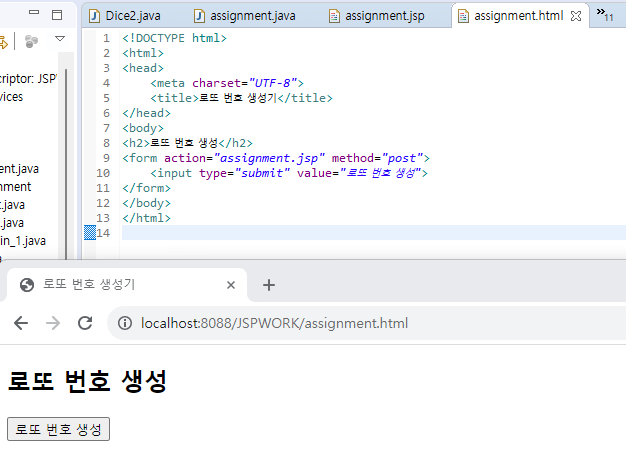 Dice2.java
assignment.java
assignment.jsp
assignment.html
11
criptor: JSPW
vices
ent.java
nment
t.java
.java
in_1.java
1 <!DOCTYPE html>
2 <html>
3 <head>
4 <meta charset="UTF-8">
5 <title>로또 번호 생성기</title>
6 </head>
7 <body>
8 <h2>로또 번호 생성</h2>
9 <form action="assignment.jsp" method="post">
10 <input type="submit" value="로또 번호 생성">
11 </form>
12 </body>
13 </html>
14
로또 번호 생성기
localhost:8088/JSPWORK/assignment.html
로또 번호 생성
로또 번호 생성